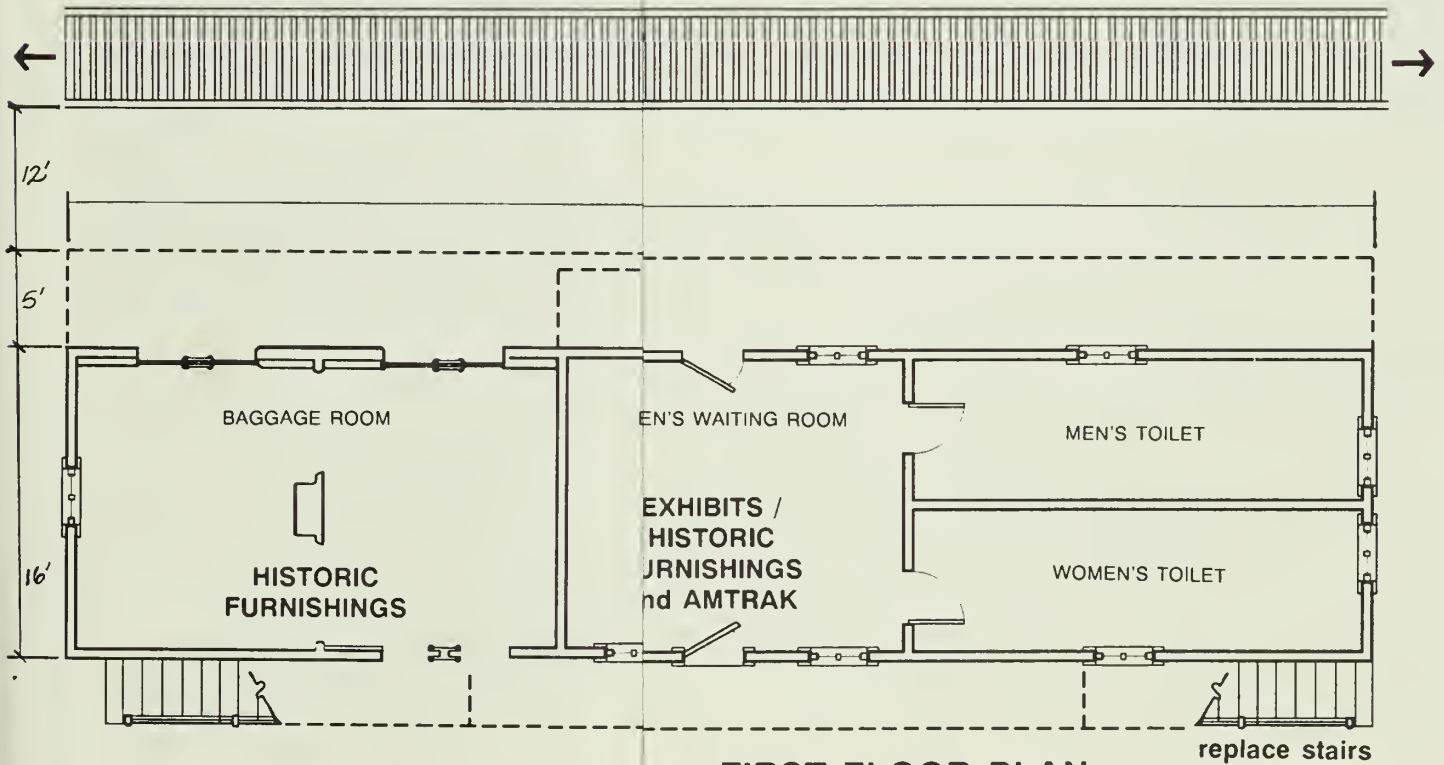 12'
5'
BAGGAGE ROOM
EN'S WAITING ROOM
MEN'S TOILET
EXHIBITS /
HISTORIC
URNISHINGS
nd AMTRAK
16'
HISTORIC
FURNISHINGS
WOMEN'S TOILET
replace stairs
FIRST FLOOR PLAN